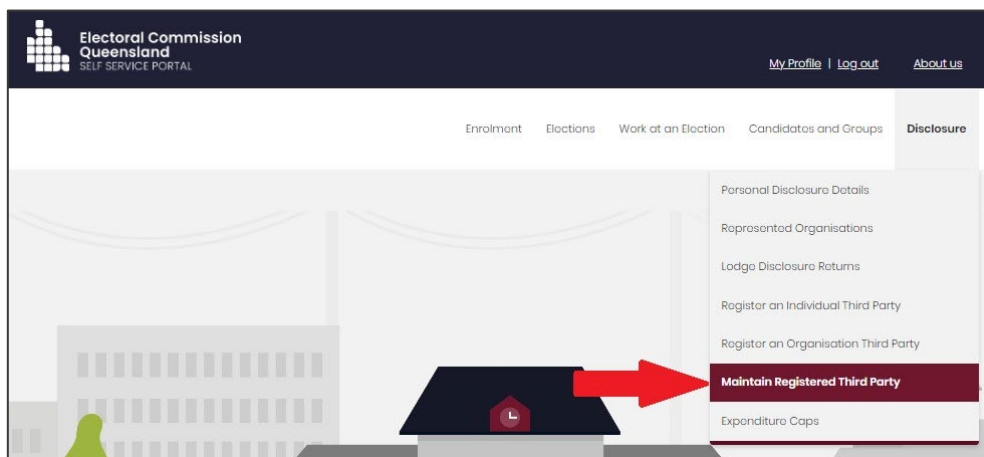 Electoral Commission
Queensland
SELF SERVICE PORTAL
My Profile | Log out About us
Enrolment Elections Work at an Election Candidates and Groups Disclosure
Personal Disclosure Details
Represented Organisations
Lodge Disclosure Returns
Register an Individual Third Party
Register an Organisation Third Party
Maintain Registered Third Party
Expenditure Caps